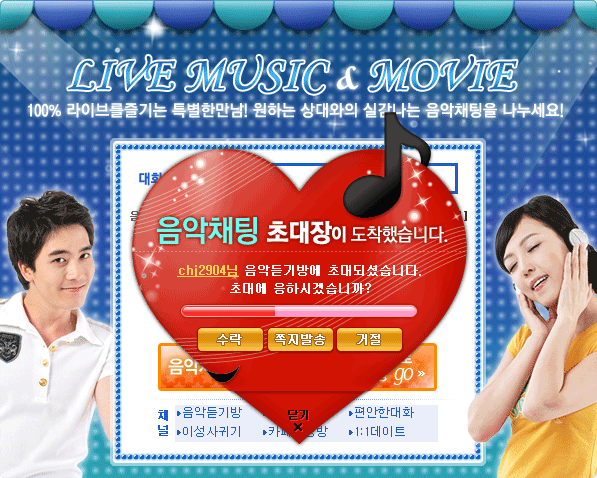 LIVE MUSIC & MOVIE
100% 라이브를즐기는 특별한만남! 원하는 상대와의 실감나는 음악채팅을 나누세요!
대화
음악채팅 초대장이 도착했습니다.
chj2904님 음악듣기방에 초대되셨습니다.
초대에 응하시겠습니까?
수락 쪽지발송 거절
음악
go »
채널
▶음악듣기방 ▶편안한대화
▶이성사귀기 ▶카페 방 ▶1:1데이트
닫기
×